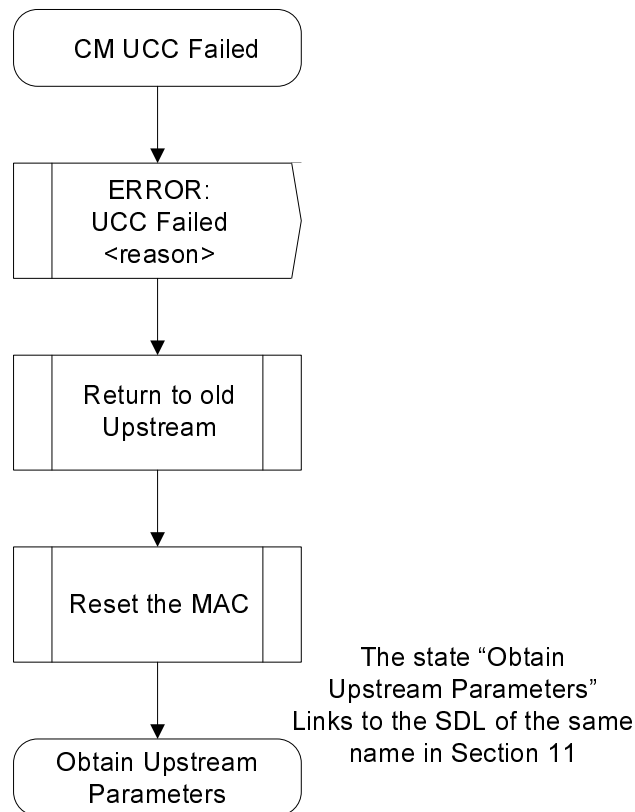 CM UCC Failed
ERROR:
UCC Failed
<reason>
Return to old
Upstream
Reset the MAC
The state “Obtain
Upstream Parameters”
Links to the SDL of the same
name in Section 11
Obtain Upstream
Parameters